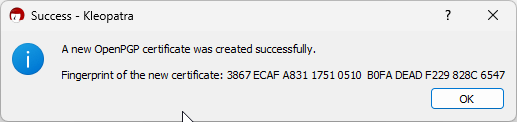 Success - Kleopatra
A new OpenPGP certificate was created successfully.
Fingerprint of the new certificate: 3867 ECAF A831 1751 0510  B0FA DEAD F229 828C 6547
OK